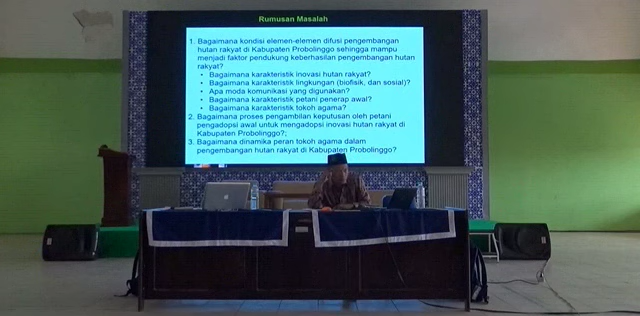 Rumusan Masalah
1. Bagaimana kondisi elemen-elemen difusi pengembangan
hutan rakyat di Kabupaten Probolinggo sehingga mampu
menjadi faktor pendukung keberhasilan pengembangan hutan
rakyat?
• Bagaimana karakteristik inovasi hutan rakyat?
• Bagaimana karakteristik lingkungan (biofisik, dan sosial)?
• Apa moda komunikasi yang digunakan?
• Bagaimana karakteristik petani penerap awal?
• Bagaimana karakteristik tokoh agama?
2. Bagaimana proses pengambilan keputusan oleh petani
pengadopsi awal untuk mengadopsi inovasi hutan rakyat di
Kabupaten Probolinggo?;
3. Bagaimana dinamika peran tokoh agama dalam
pengembangan hutan rakyat di Kabupaten Probolinggo?